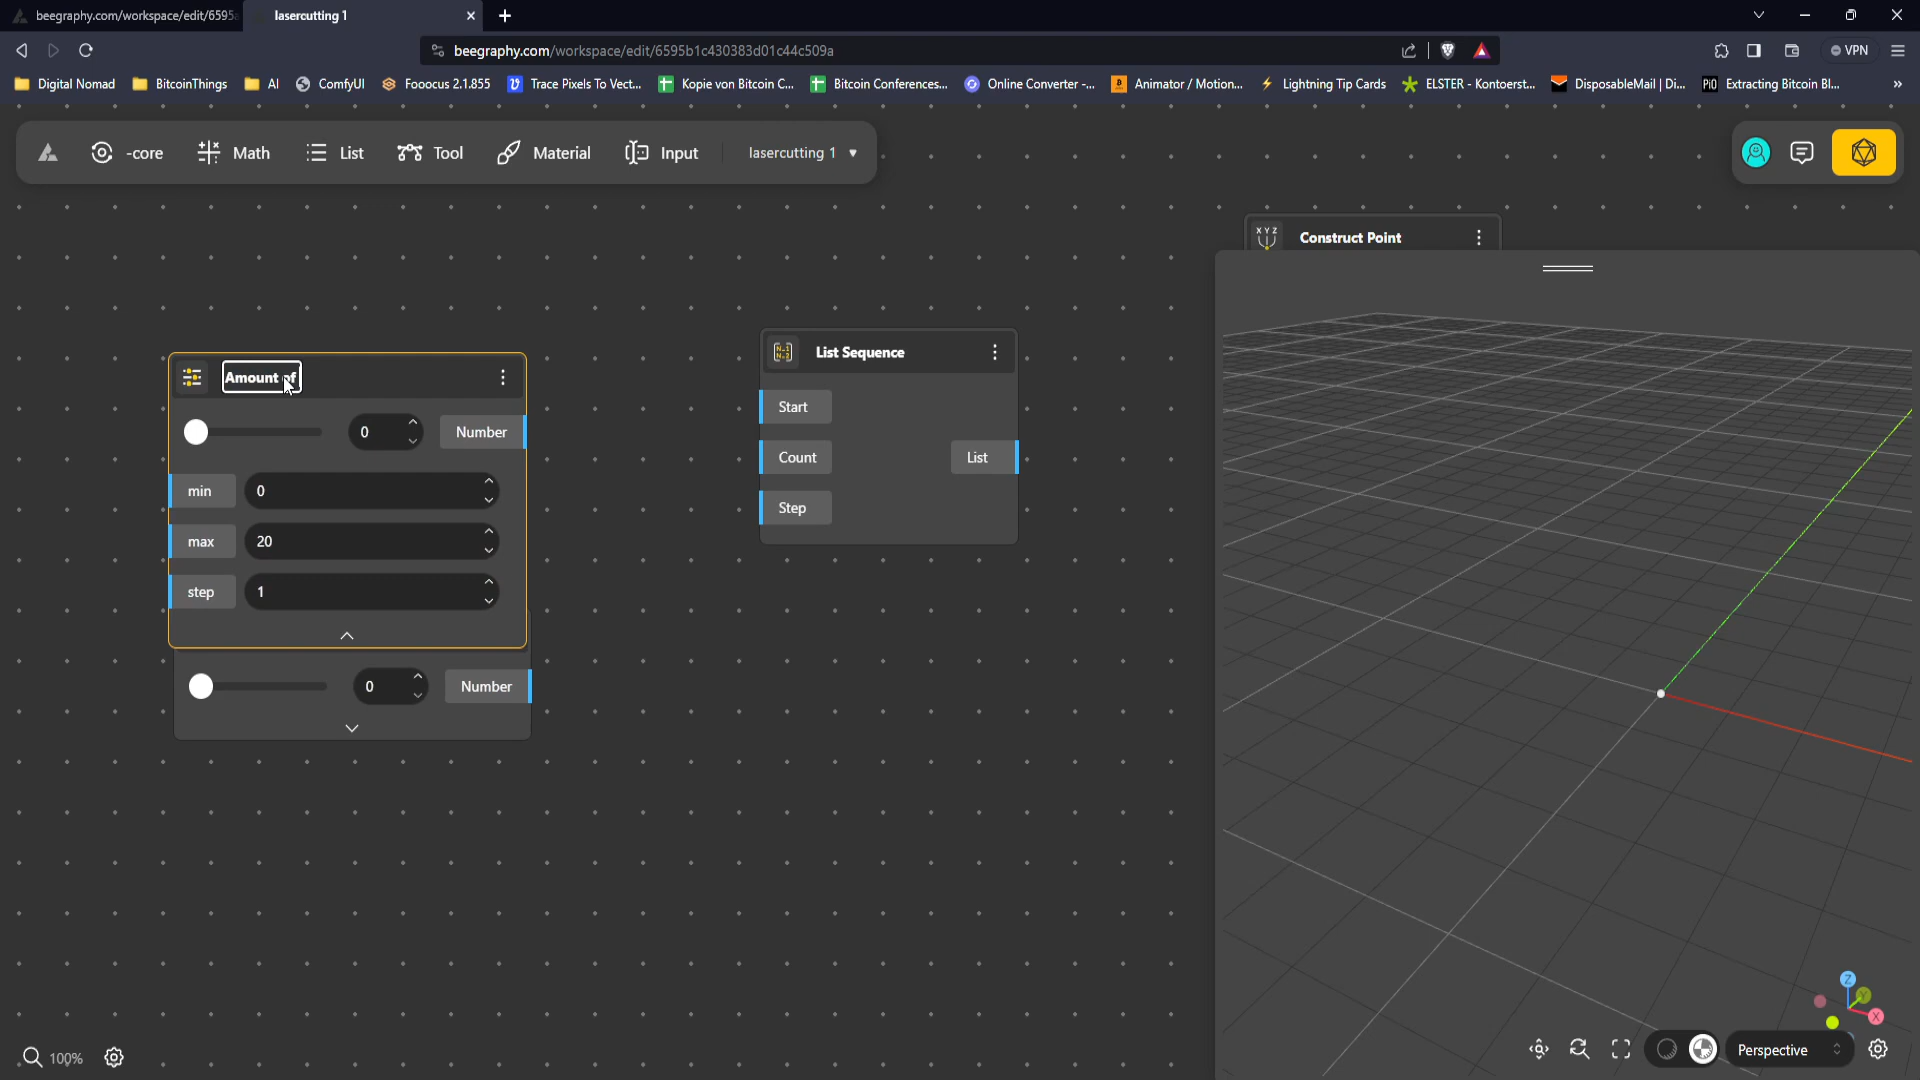 beegraphy.com/workspace/edit/6595
lasercutting 1
beegraphy.com/workspace/edit/6595b1c430383d01c44c509a
VPN
Digital Nomad
BitcoinThings
AI
ComfyUI
Fooocus 2.1.855
Trace Pixels To Vect...
Kopie von Bitcoin C...
Bitcoin Conferences...
Online Converter -...
Animator / Motion...
Lightning Tip Cards
ELSTER - Kontoerst...
DisposableMail | Di...
PiO Extracting Bitcoin Bl...
-core
Math
List
Tool
Material
Input
lasercutting 1
X Y Z
Construct Point
Amount of
0
Number
min
0
max
20
step
1
0
Number
List Sequence
Start
Count
List
Step
Z
Y
X
100%
Perspective